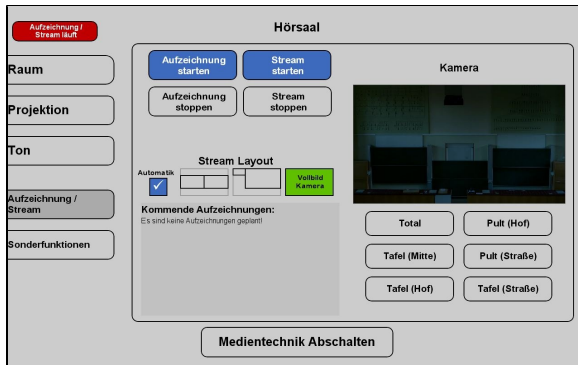 Aufzeichnung /
Stream läuft
Hörsaal
Raum
Projektion
Ton
Aufzeichnung /
Stream
Sonderfunktionen
Aufzeichnung
starten
Stream
starten
Aufzeichnung
stoppen
Stream
stoppen
Stream Layout
Automatik
Vollbild
Kamera
Kommende Aufzeichnungen:
Es sind keine Aufzeichnungen geplant!
Kamera
Total
Pult (Hof)
Tafel (Mitte)
Pult (Straße)
Tafel (Hof)
Tafel (Straße)
Medientechnik Abschalten